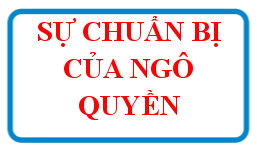 SỰ CHUẨN BỊ
CỦA NGÔ
QUYỀN